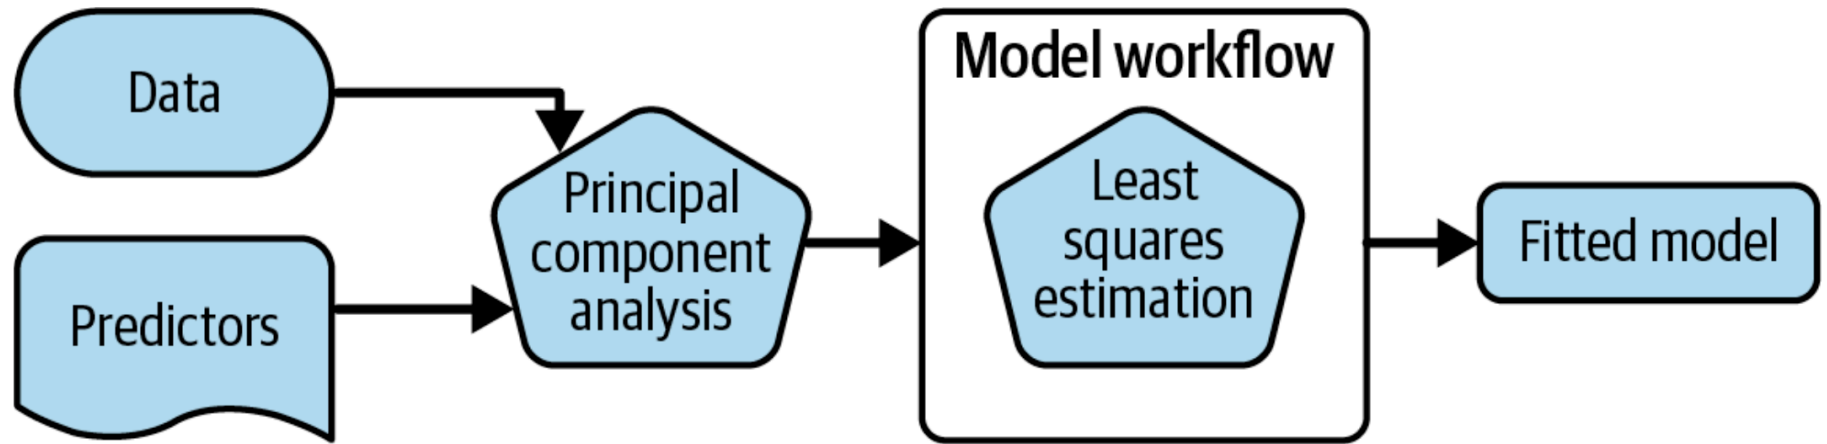 Data
Predictors
Principal
component
analysis
Model workflow
Least
squares
estimation
Fitted model